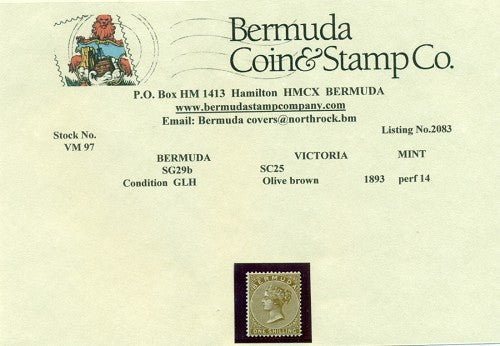 Bermuda
Coin&Stamp Co.
P.O. Box HM 1413 Hamilton HMCX BERMUDA
www.bermudastampcompany.com
Email: Bermuda covers@northrock.bm
Stock No. Listing No.2083
VM 97
BERMUDA VICTORIA MINT
SG29b SC25
Condition GLH Olive brown 1893 perf 14
BERMUDA
ONE SHILLING